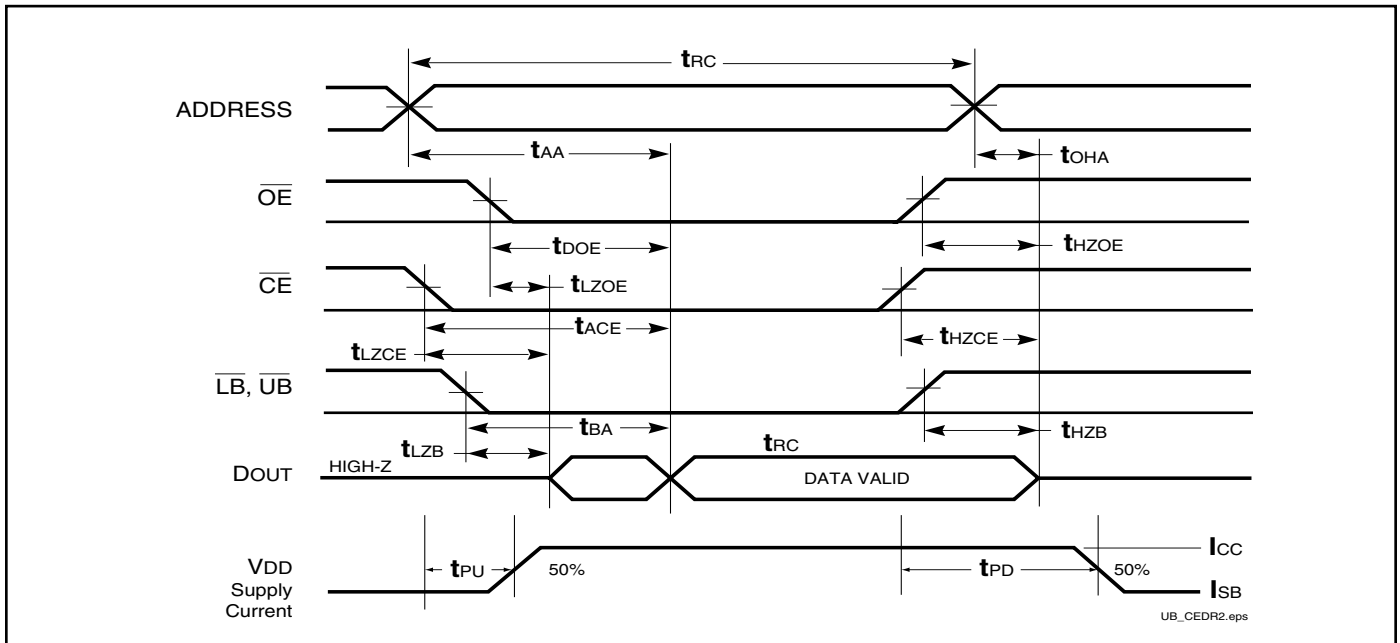 tRC
ADDRESS
tAA
tOHA
OE
tDOE
tHZOE
CE
tLZOE
tACE
tHZCE
tLZCE
LB, UB
tBA
tHZB
tLZB
tRC
DOUT
HIGH-Z
DATA VALID
ICC
VDD
tPU
50%
tPD
50%
Supply
ISB
Current
UB_CEDR2.eps